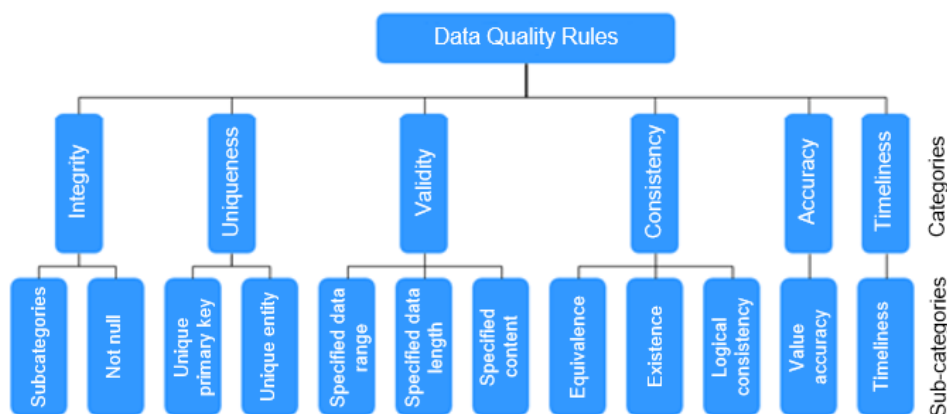 Data Quality Rules
Integrity
Uniqueness
Validity
Consistency
Accuracy
Timeliness
Categories
Subcategories
Not null
Unique
primary key
Unique entity
Specified data
range
Specified data
length
Specified
content
Equivalence
Existence
Logical
consistency
Value
accuracy
Timeliness
Sub-categories